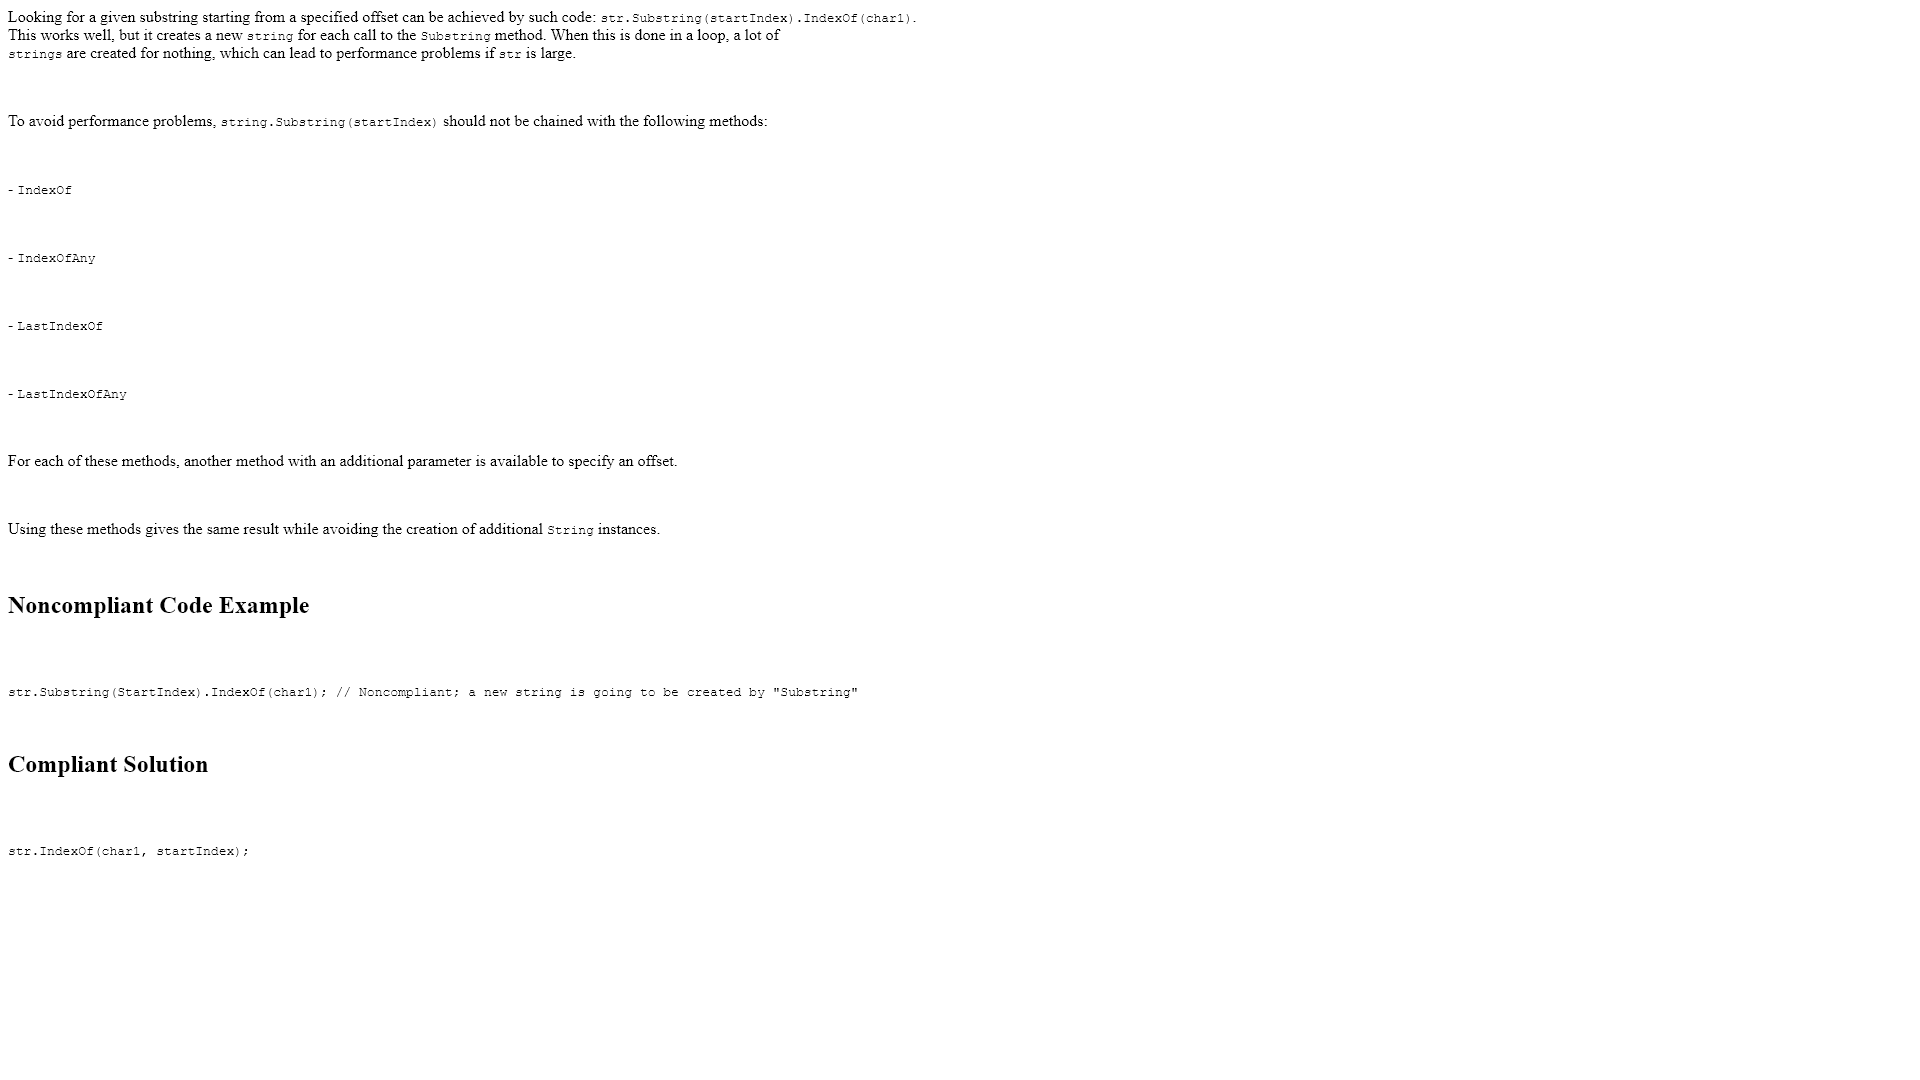 Looking for a given substring starting from a specified offset can be achieved by such code: str.Substring(startIndex).IndexOf(char1).
This works well, but it creates a new string for each call to the Substring method. When this is done in a loop, a lot of
strings are created for nothing, which can lead to performance problems if str is large.
To avoid performance problems, string.Substring(startIndex) should not be chained with the following methods:
- IndexOf
- IndexOfAny
- LastIndexOf
- LastIndexOfAny
For each of these methods, another method with an additional parameter is available to specify an offset.
Using these methods gives the same result while avoiding the creation of additional String instances.
Noncompliant Code Example
str.Substring(StartIndex).IndexOf(char1); // Noncompliant; a new string is going to be created by "Substring"
Compliant Solution
str.IndexOf(char1, startIndex);